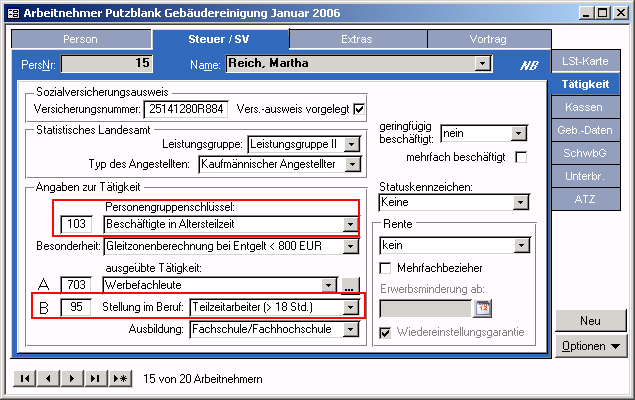 Arbeitnehmer Putzblank Gebäudereinigung Januar 2006
Person Steuer / SV Extras Vortrag
PersNr: 15 Name: Reich, Martha NB
LSt-Karte
Tätigkeit
Kassen
Geb.-Daten
SchwbG
Unterbr.
ATZ
Sozialversicherungsausweis
Versicherungsnummer: 25141280R884 Vers.-ausweis vorgelegt
Statistisches Landesamt
Leistungsgruppe: Leistungsgruppe II
Typ des Angestellten: Kaufmännischer Angestellter
geringfügig
beschäftigt: nein
mehrfach beschäftigt
Angaben zur Tätigkeit
Personengruppenschlüssel:
103 Beschäftigte in Altersteilzeit
Besonderheit: Gleitzonenberechnung bei Entgelt < 800 EUR
ausgeübte Tätigkeit:
A 703 Werbefachleute ...
B 95 Stellung im Beruf: Teilzeitarbeiter (> 18 Std.)
Ausbildung: Fachschule/Fachhochschule
Statuskennzeichen:
Keine
Rente
kein
Mehrfachbezieher
Erwerbsminderung ab:
12
Wiedereinstellungsgarantie
Neu
Optionen
15 von 20 Arbeitnehmern